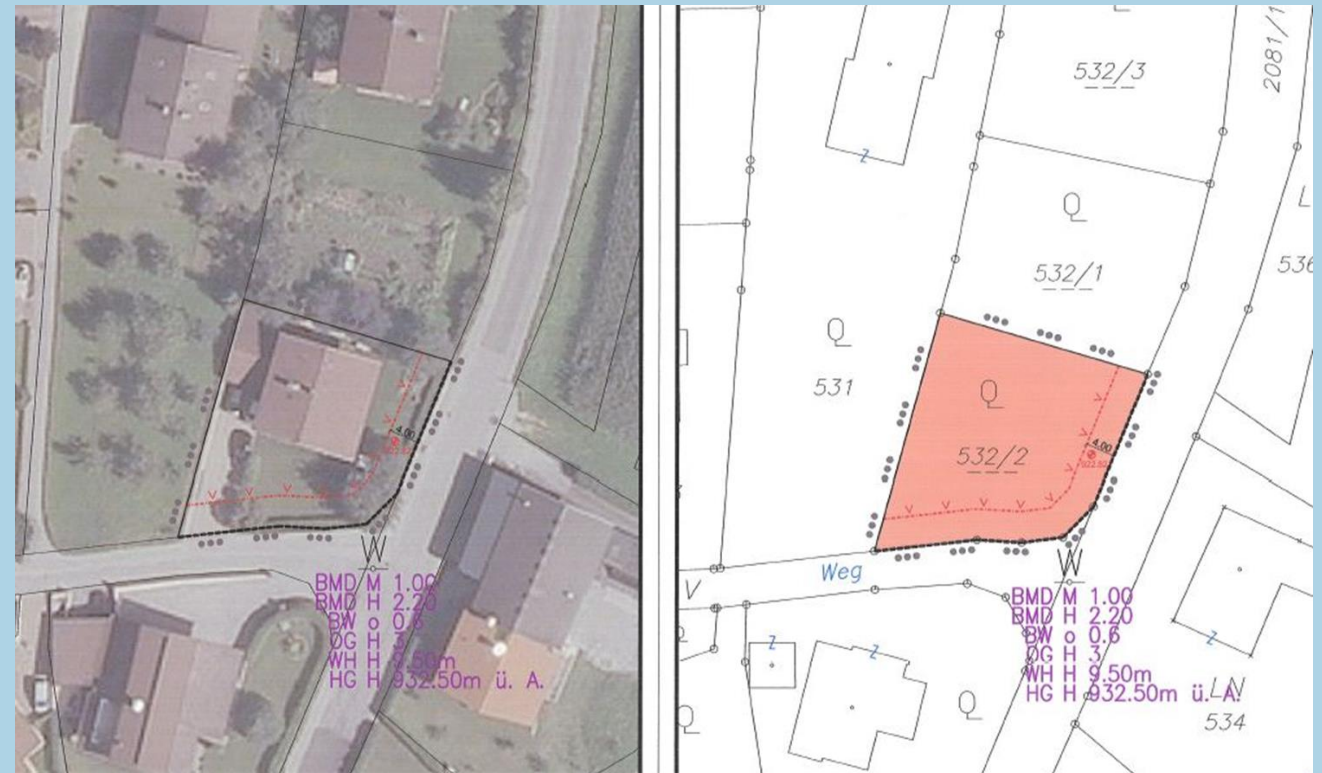 4.00
W
BMD M 1.00
BMD H 2.20
BW o 0.6
OG H 3
WH H 9.50m
HG H 932.50m ü. A.
532/3
2081/1
Z
532/1
536
531
532/2
4.00
Weg
V
W
BMD M 1.00
BMD H 2.20
BW o 0.6
OG H 3
WH H 9.50m
HG H 932.50m ü. A.
Z
Z
Z
LN
534